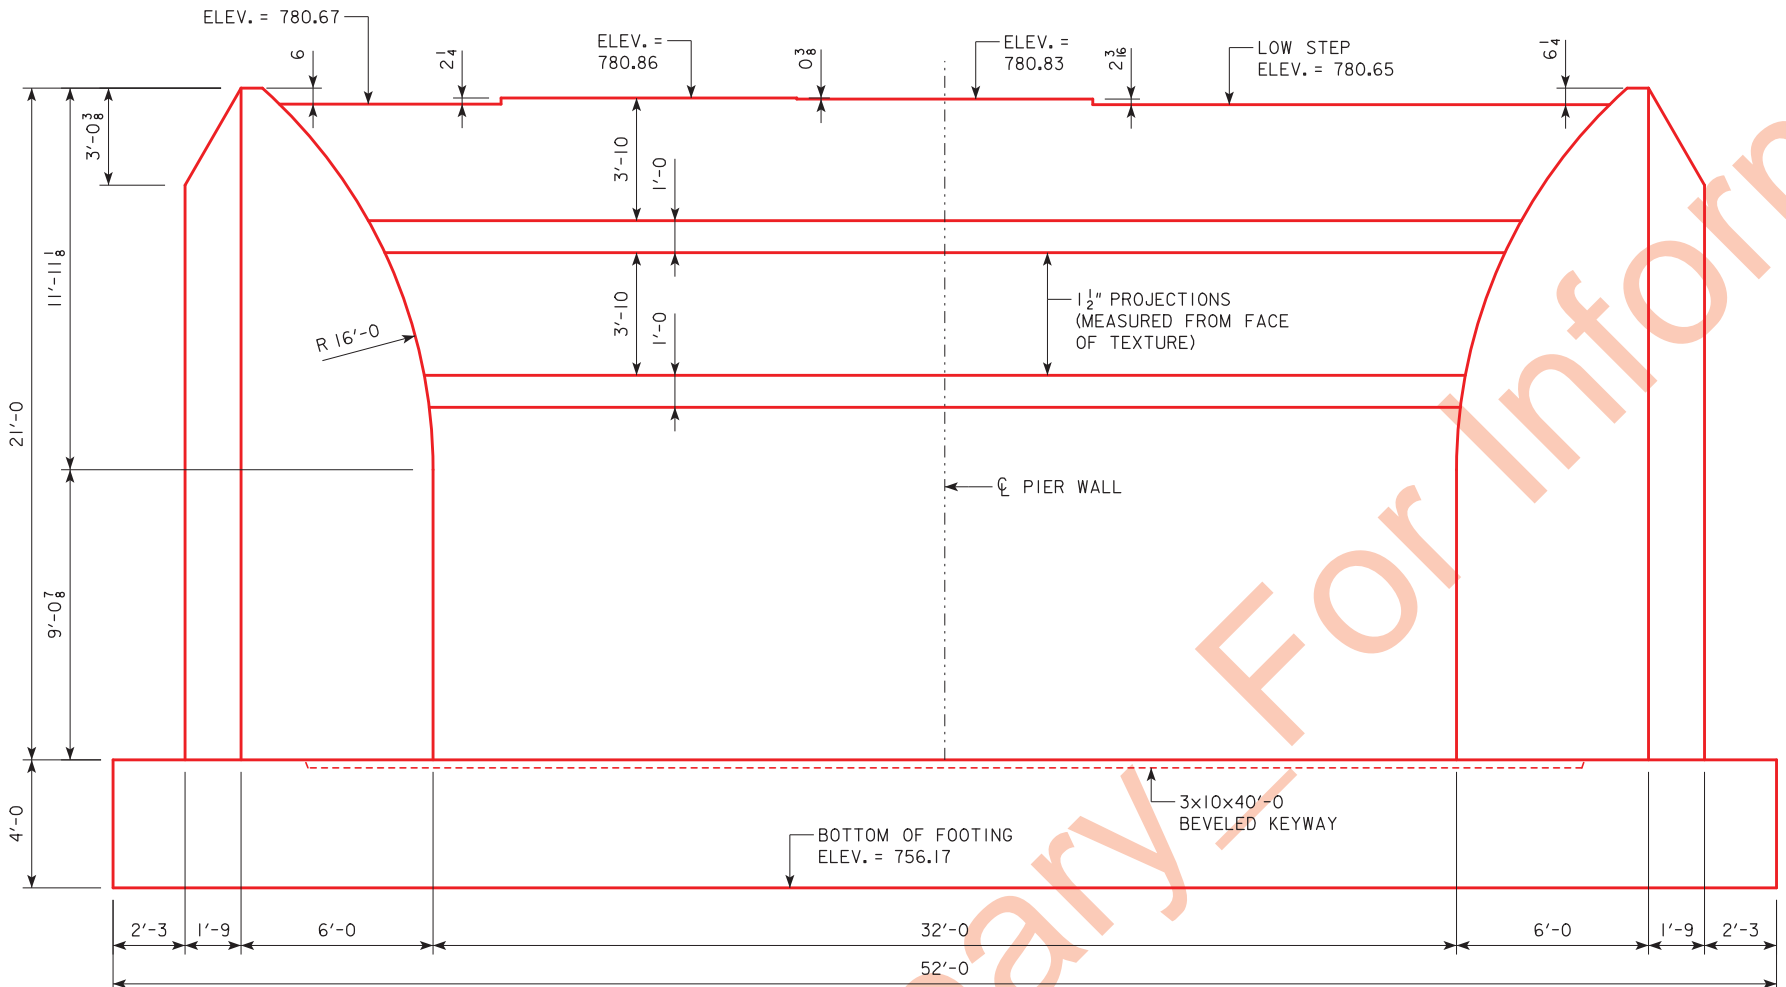 ELEV. = 780.67
6
2 1/4
ELEV. =
780.86
0 3/8
ELEV. =
780.83
2 3/16
LOW STEP
ELEV. = 780.65
6 1/4
3'-0 3/8
3'-10
1'-0
11'-11 1/8
R 16'-0
3'-10
1'-0
1 1/2" PROJECTIONS
(MEASURED FROM FACE
OF TEXTURE)
21'-0
℄ PIER WALL
9'-0 7/8
4'-0
3x10x40'-0
BEVELED KEYWAY
BOTTOM OF FOOTING
ELEV. = 756.17
2'-3 1'-9 6'-0 32'-0 6'-0 1'-9 2'-3
52'-0
ary_For Inform